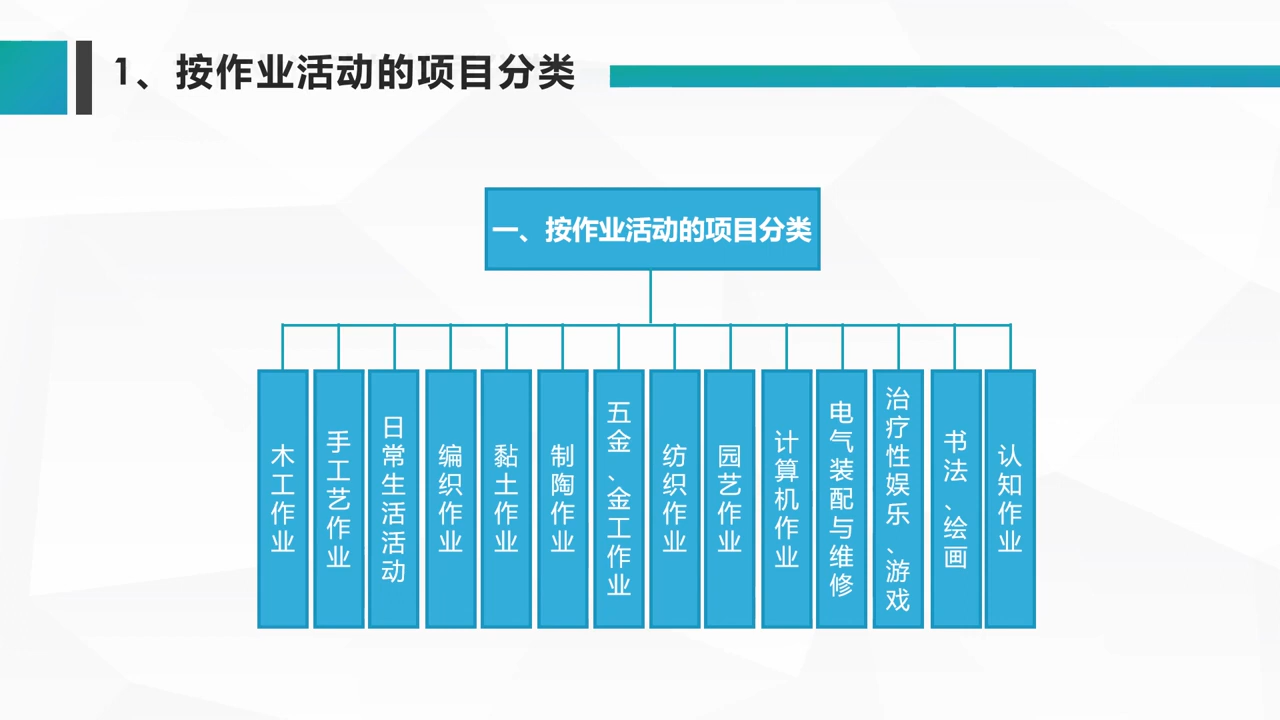 1、按作业活动的项目分类
一、按作业活动的项目分类
木工作业
手工艺作业
日常生活活动
编织作业
黏土作业
制陶作业
五金、金工作业
纺织作业
园艺作业
计算机作业
电气装配与维修
治疗性娱乐、游戏
书法、绘画
认知作业